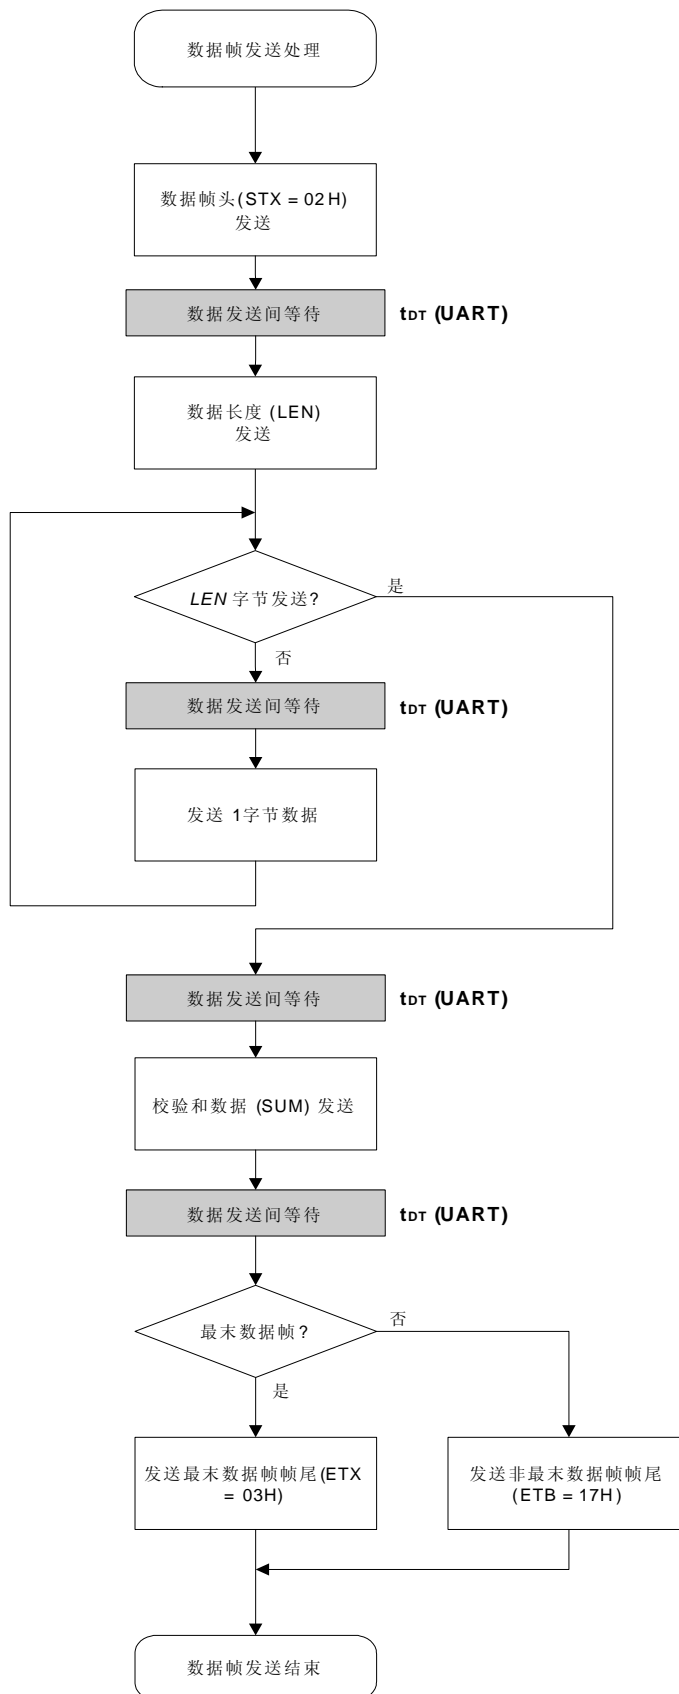 数据帧发送处理
数据帧头(STX = 02H)
发送
数据发送间等待
tDT (UART)
数据长度 (LEN)
发送
LEN 字节发送?
是
否
数据发送间等待
tDT (UART)
发送 1字节数据
数据发送间等待
tDT (UART)
校验和数据 (SUM) 发送
数据发送间等待
tDT (UART)
最末数据帧?
否
是
发送最末数据帧帧尾(ETX
= 03H)
发送非最末数据帧帧尾
(ETB = 17H)
数据帧发送结束